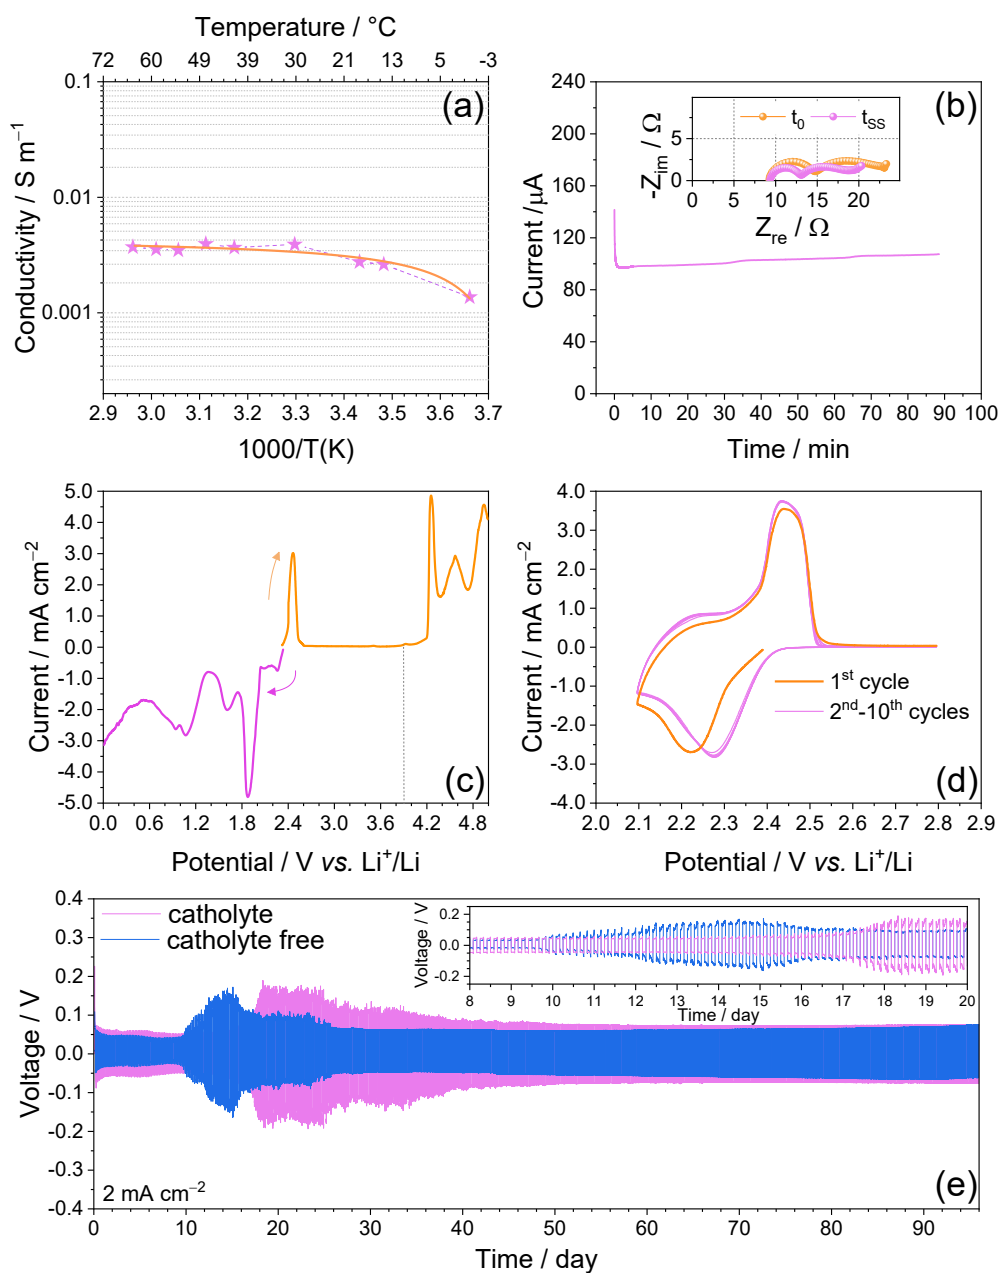 Temperature / °C
72 60 49 39 30 21 13 5 -3
0.1
0.01
0.001
(a)
Conductivity / S m⁻¹
2.9 3.0 3.1 3.2 3.3 3.4 3.5 3.6 3.7
1000/T(K)
240
200
160
120
80
40
0
(b)
Current /μA
t₀ t_SS
5
0
-Z_im / Ω
0 5 10 15 20
Z_re / Ω
0 10 20 30 40 50 60 70 80 90 100
Time / min
5.0
4.0
3.0
2.0
1.0
0.0
-1.0
-2.0
-3.0
-4.0
-5.0
Current / mA cm⁻²
(c)
0.0 0.6 1.2 1.8 2.4 3.0 3.6 4.2 4.8
Potential / V vs. Li⁺/Li
4.0
3.0
2.0
1.0
0.0
-1.0
-2.0
-3.0
-4.0
Current / mA cm⁻²
1ˢᵗ cycle
2ⁿᵈ-10ᵗʰ cycles
(d)
2.0 2.1 2.2 2.3 2.4 2.5 2.6 2.7 2.8 2.9
Potential / V vs. Li⁺/Li
0.4
0.3
0.2
0.1
0.0
-0.1
-0.2
-0.3
-0.4
Voltage / V
catholyte
catholyte free
0.2
0.0
-0.2
Voltage / V
8 9 10 11 12 13 14 15 16 17 18 19 20
Time / day
2 mA cm⁻²
(e)
0 10 20 30 40 50 60 70 80 90
Time / day